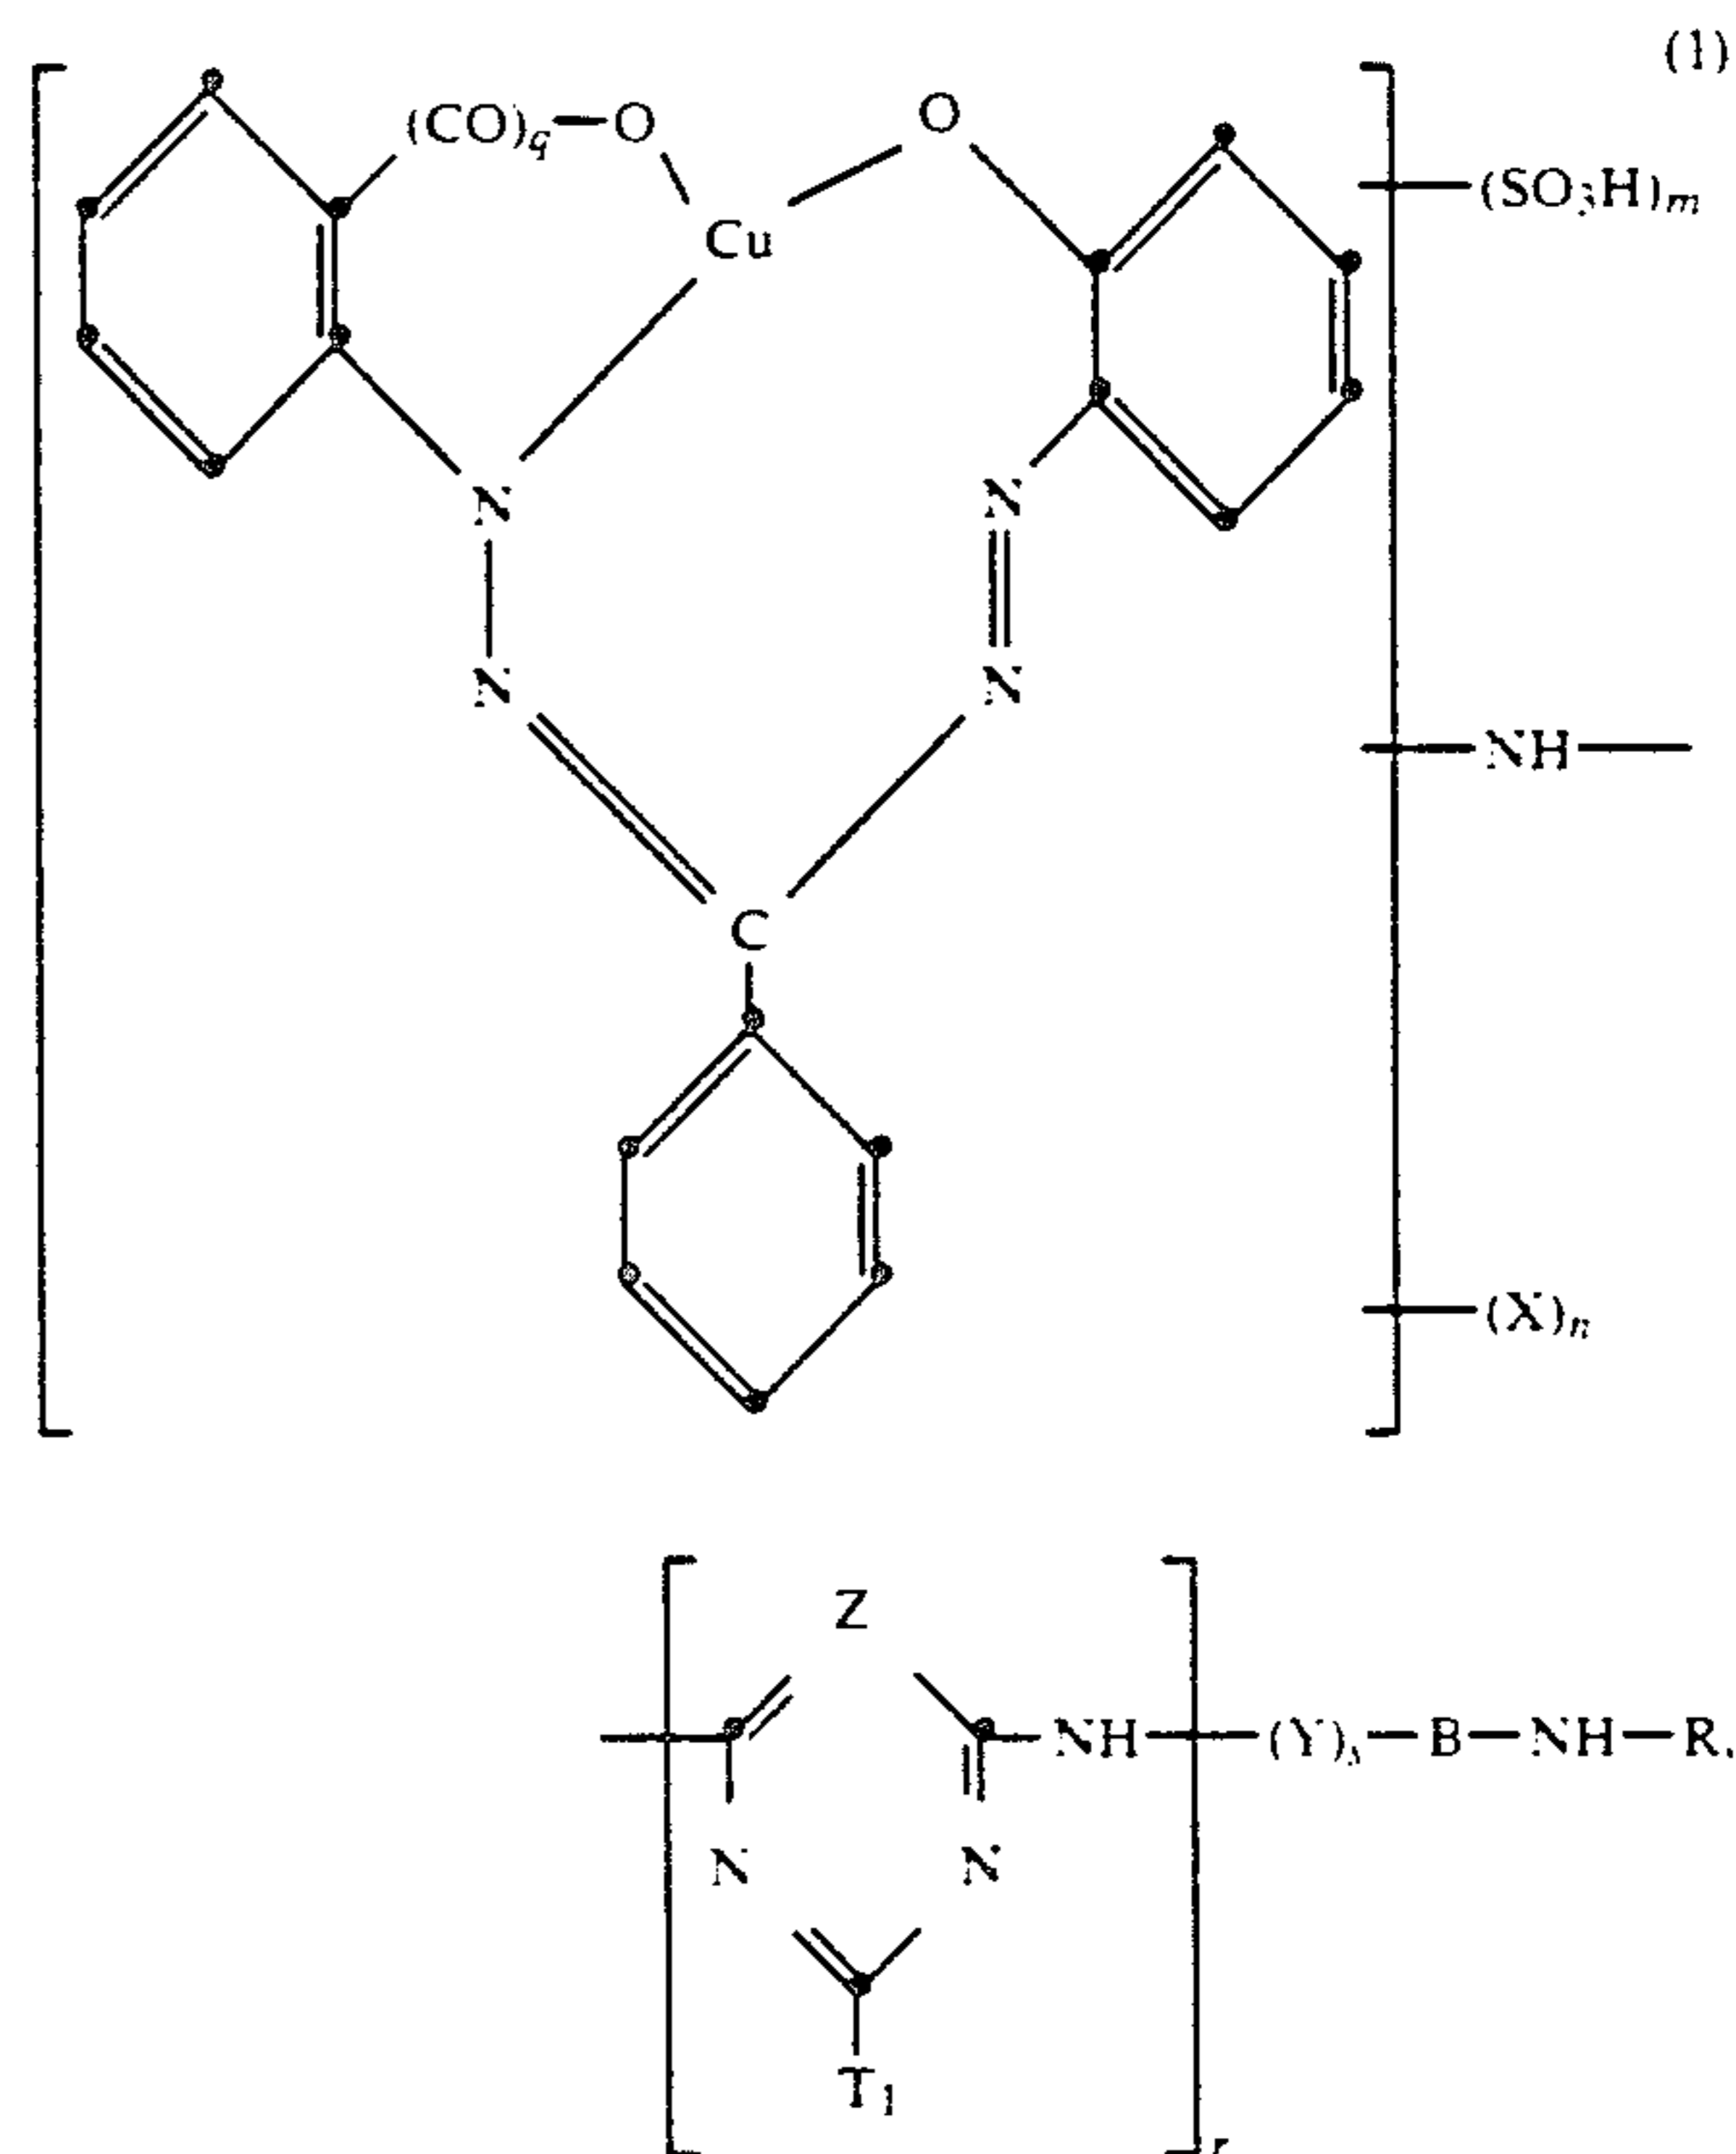 (1)
(CO)q—O O
(SO3H)m
Cu
N N
N N
NH
C
(X)n
Z
NH (Y)s—B—NH—R,
N N
T1
r